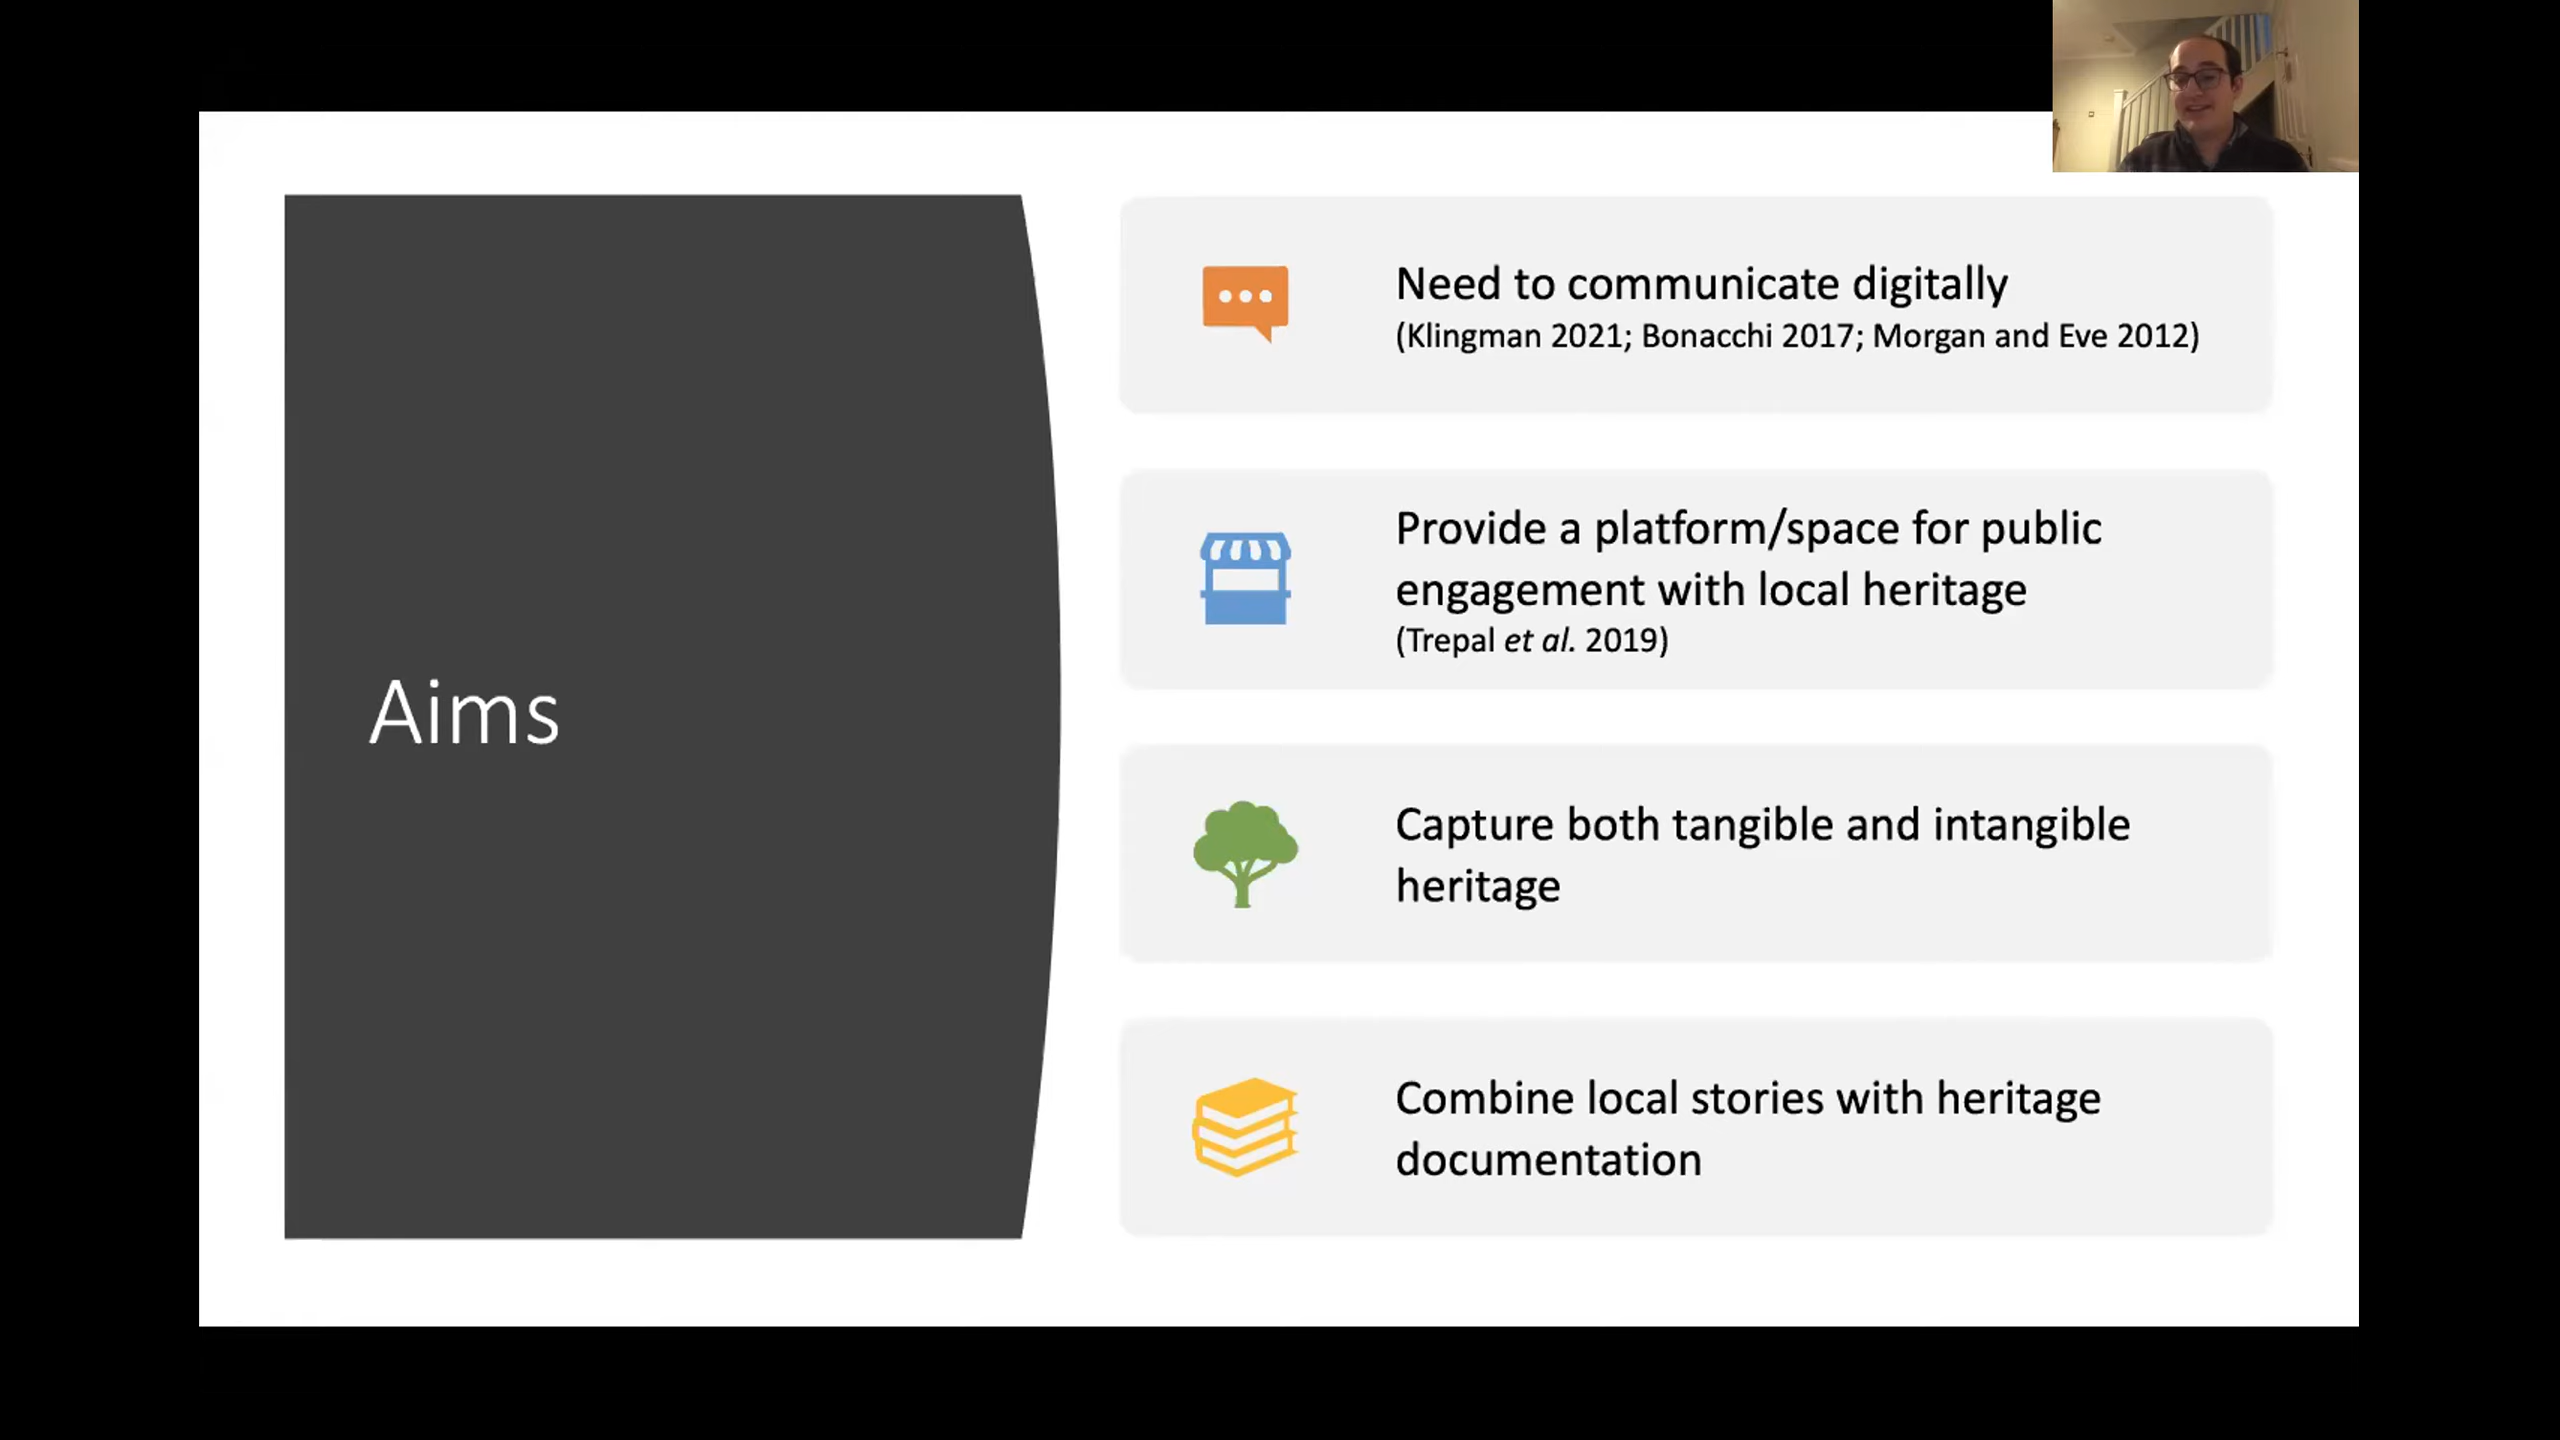 Aims
Need to communicate digitally
(Klingman 2021; Bonacchi 2017; Morgan and Eve 2012)
Provide a platform/space for public
engagement with local heritage
(Trepal et al. 2019)
Capture both tangible and intangible
heritage
Combine local stories with heritage
documentation